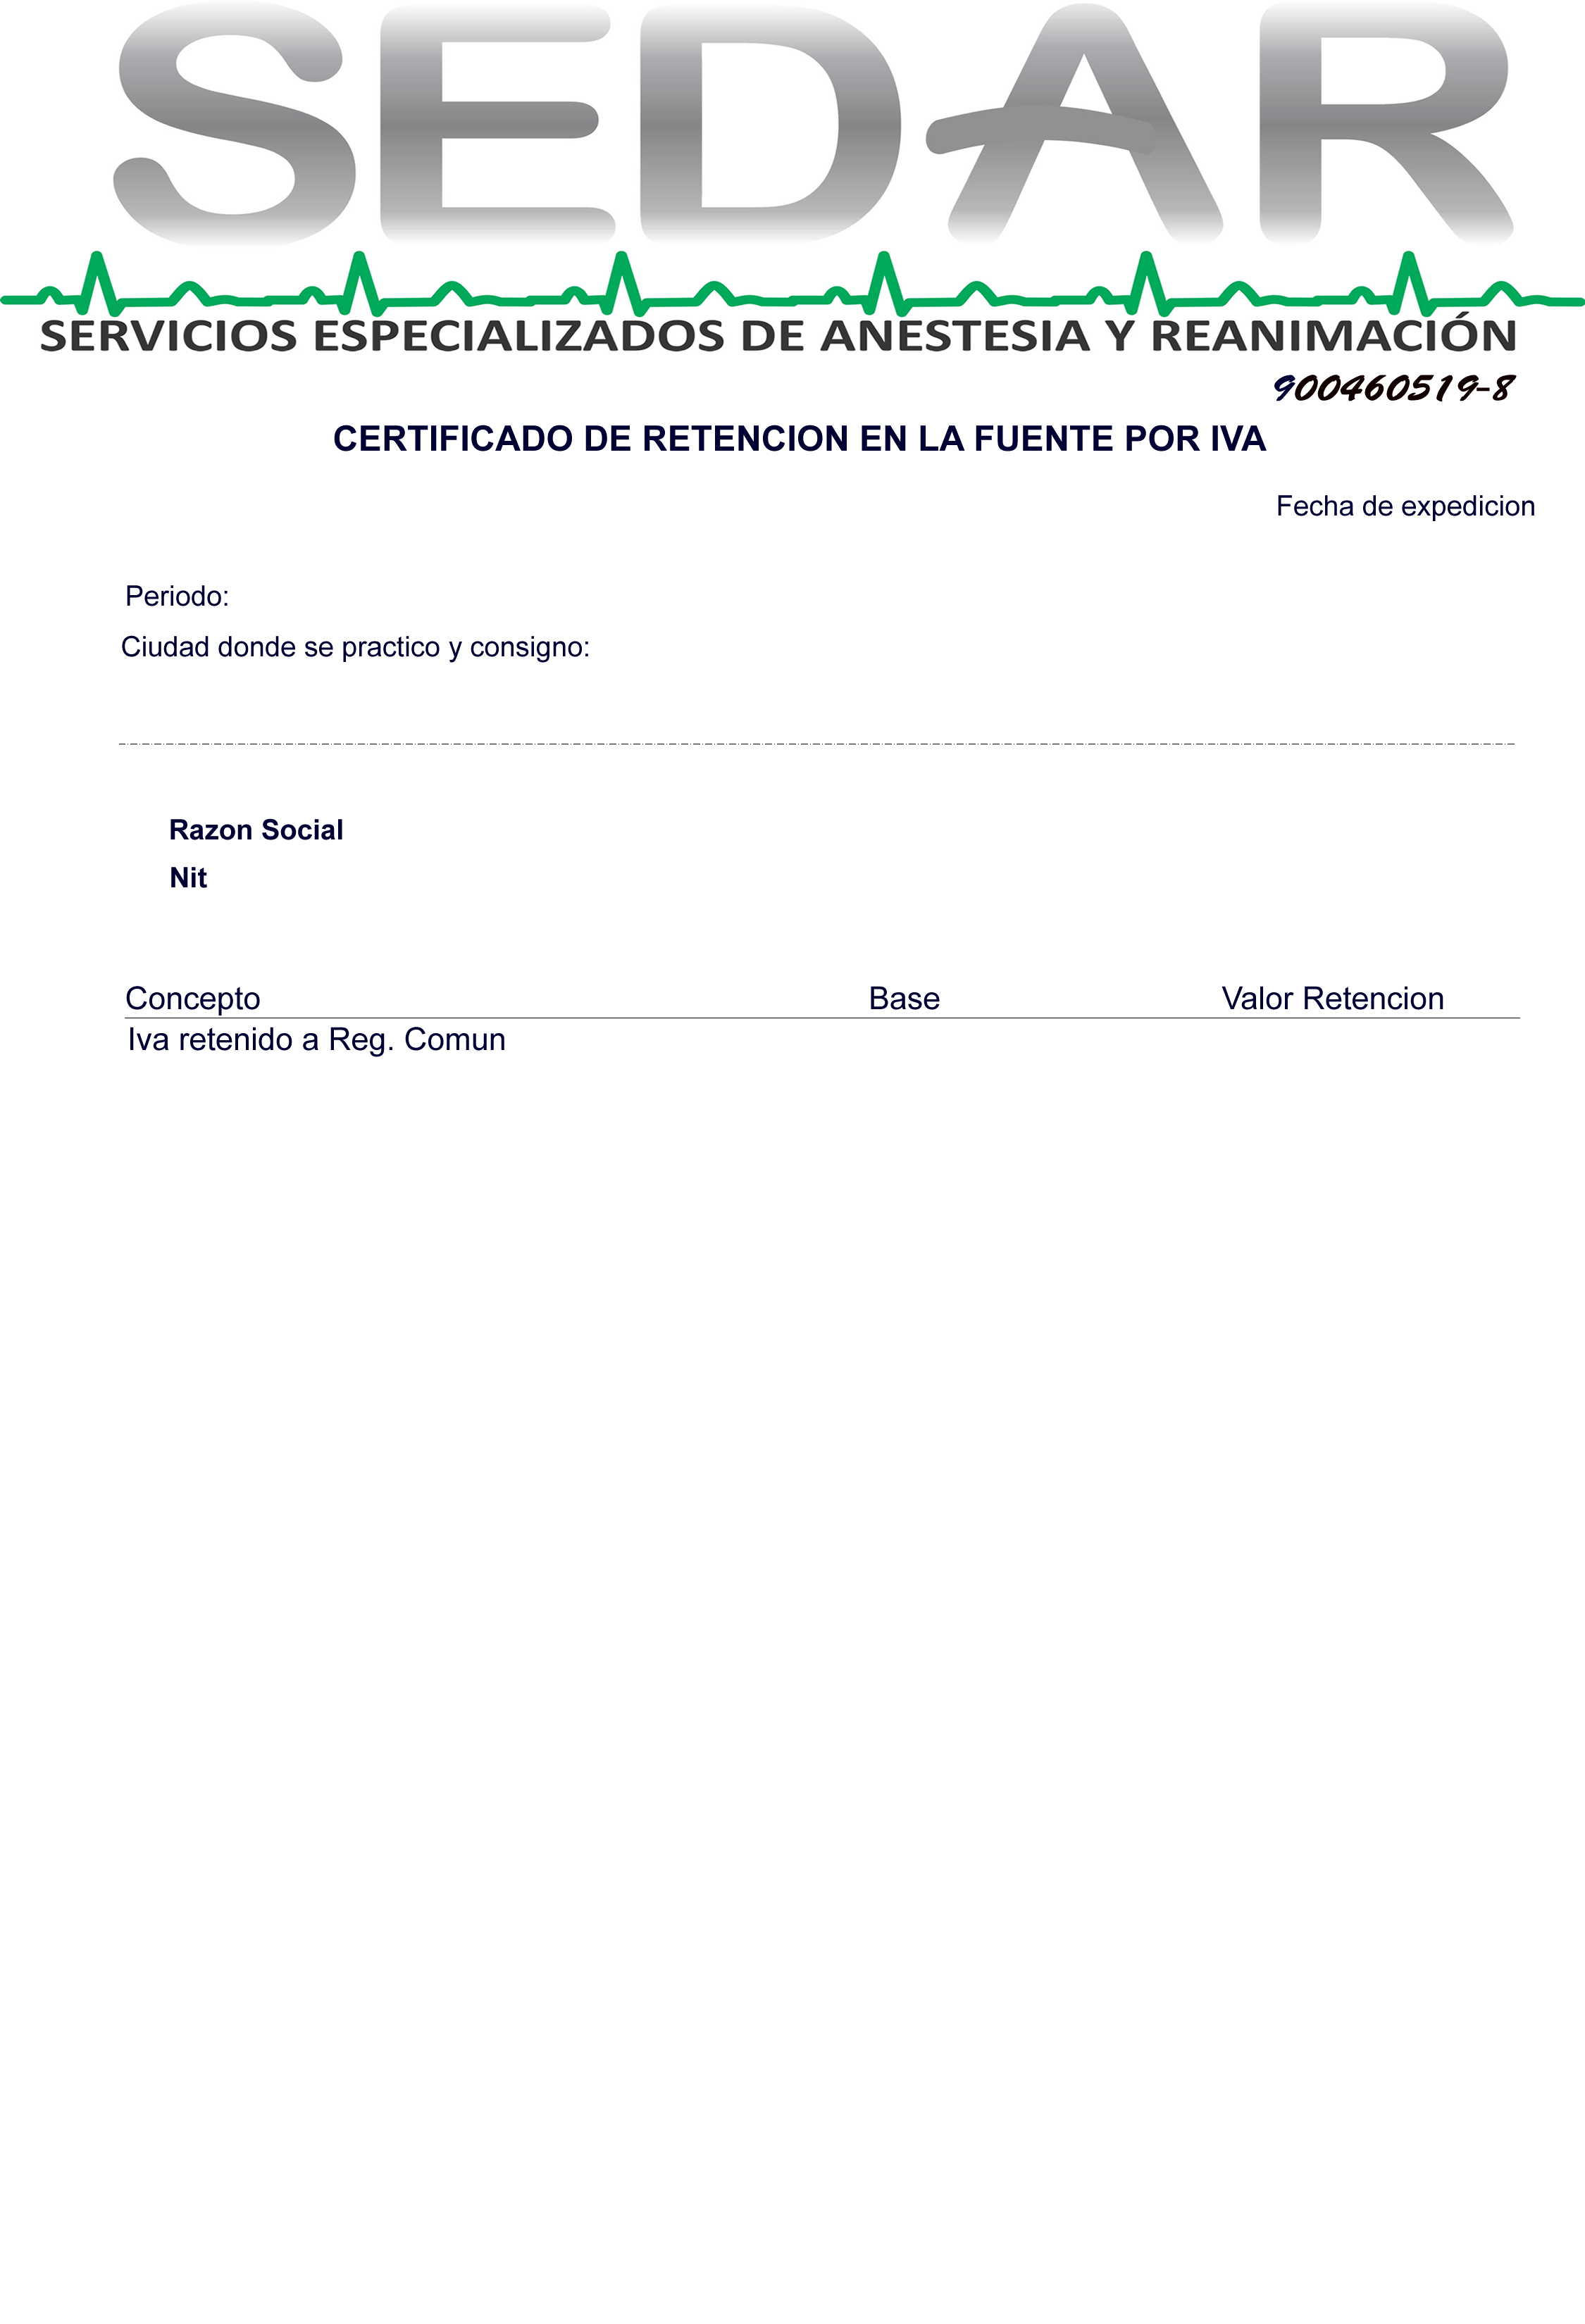 SEDAR
SERVICIOS ESPECIALIZADOS DE ANESTESIA Y REANIMACIÓN
900460519-8
CERTIFICADO DE RETENCION EN LA FUENTE POR IVA
Fecha de expedicion
Periodo:
Ciudad donde se practico y consigno:
Razon Social
Nit
Concepto Base Valor Retencion
Iva retenido a Reg. Comun